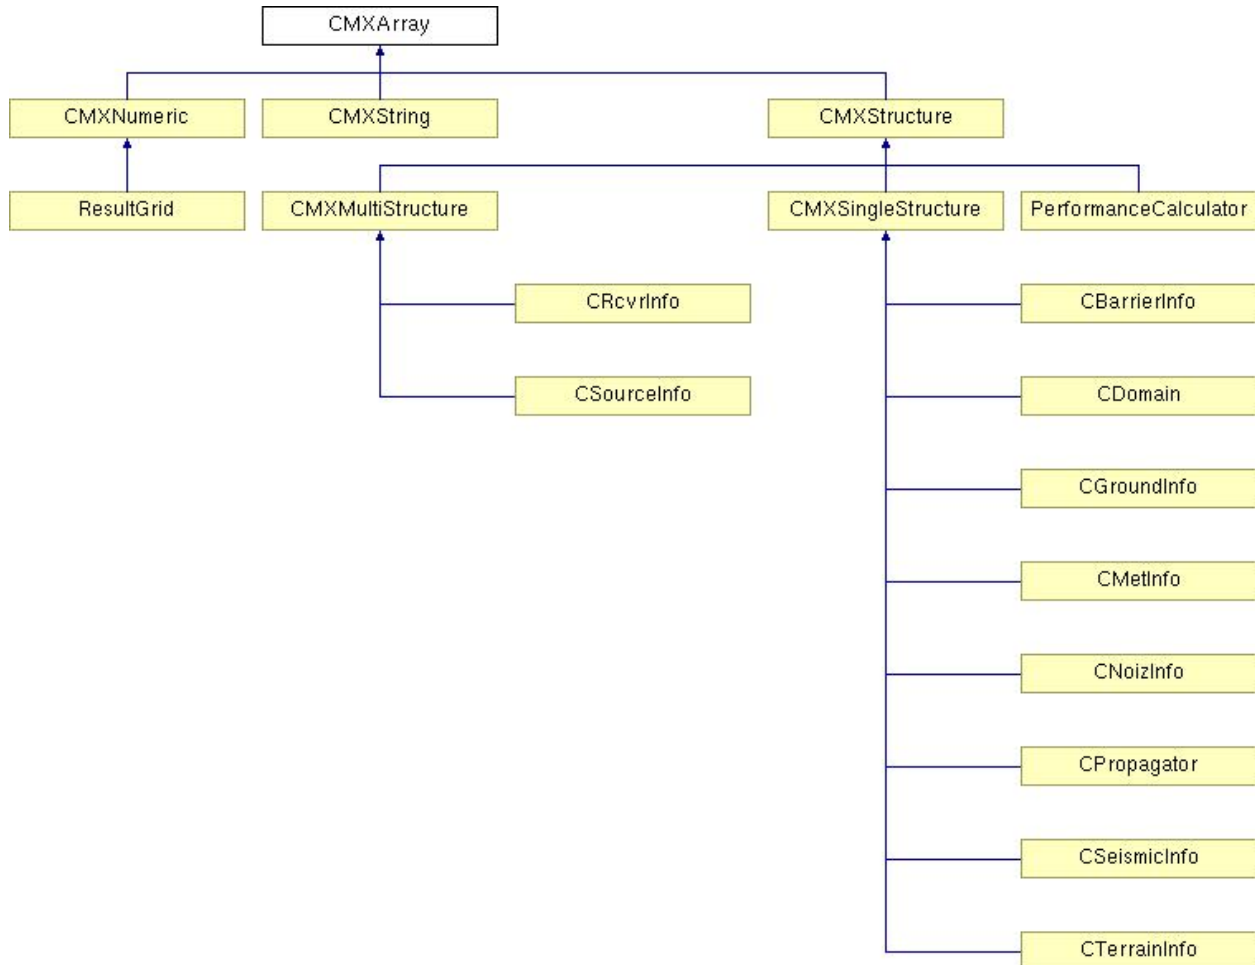 CMXArray
CMXNumeric
CMXString
CMXStructure
ResultGrid
CMXMultiStructure
CMXSingleStructure
PerformanceCalculator
CRcvrInfo
CBarrierInfo
CSourceInfo
CDomain
CGroundInfo
CMetInfo
CNoizInfo
CPropagator
CSeismicInfo
CTerrainInfo